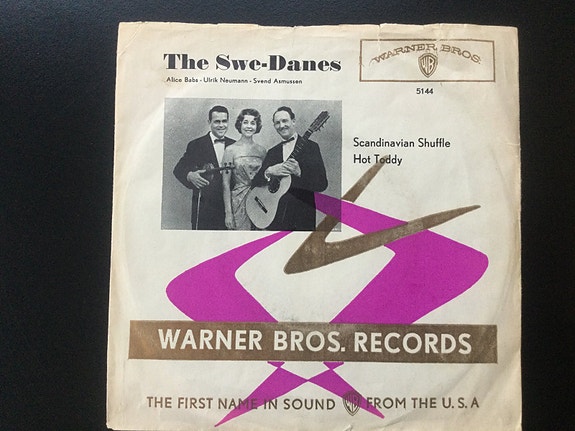 The Swe-Danes
Alice Babs - Ulrik Neumann - Svend Asmussen
WARNER BROS.
WB
5144
Scandinavian Shuffle
Hot Toddy
WARNER BROS. RECORDS
THE FIRST NAME IN SOUND WB FROM THE U.S.A